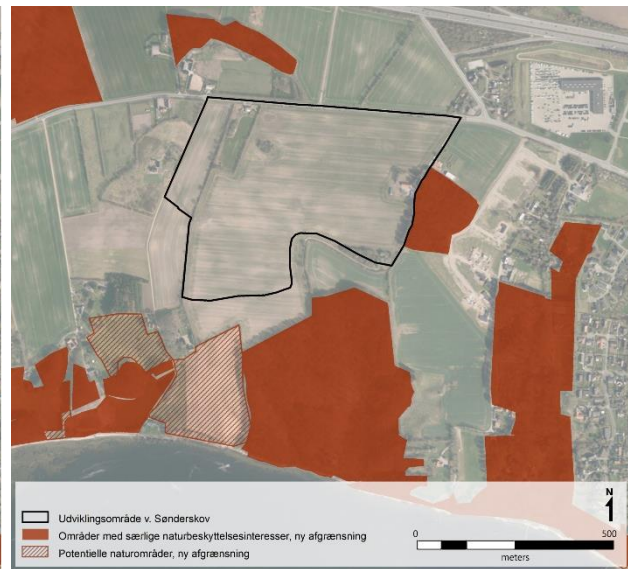 Udviklingsområde v. Sønderskov
Områder med særlige naturbeskyttelsesinteresser, ny afgrænsning
Potentielle naturområder, ny afgrænsning
N
0 500
meters